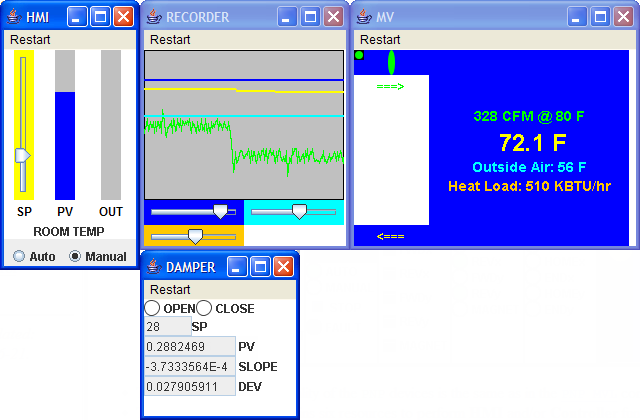 HMI
Restart
SP PV OUT
ROOM TEMP
Auto Manual
RECORDER
Restart
MV
Restart
===>
328 CFM @ 80 F
72.1 F
Outside Air: 56 F
Heat Load: 510 KBTU/hr
<===
DAMPER
Restart
OPEN CLOSE
28 SP
0.2882469 PV
-3.7333564E-4 SLOPE
0.027905911 DEV